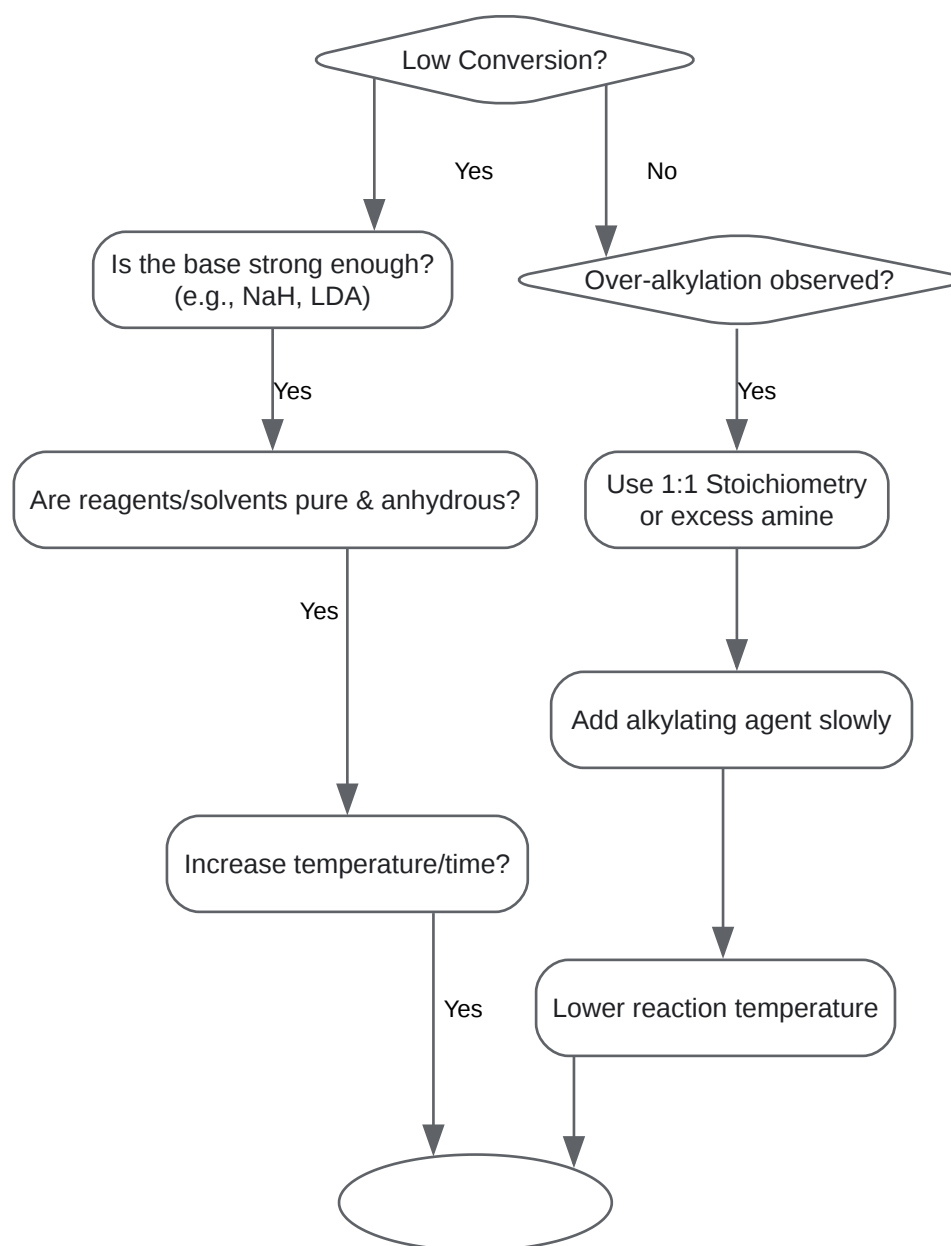 Low Conversion?
Yes
No
Is the base strong enough?
(e.g., NaH, LDA)
Over-alkylation observed?
Yes
Yes
Are reagents/solvents pure & anhydrous?
Use 1:1 Stoichiometry
or excess amine
Yes
Add alkylating agent slowly
Increase temperature/time?
Yes
Lower reaction temperature